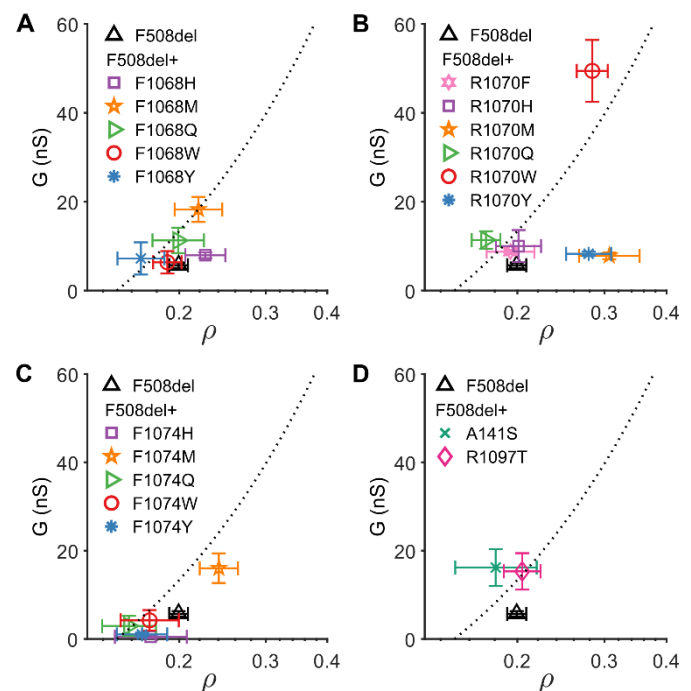 A
60
40
20
0
G (nS)
F508del
F508del+
F1068H
F1068M
F1068Q
F1068W
F1068Y
0.2
0.3
0.4
ρ
B
60
40
20
0
G (nS)
F508del
F508del+
R1070F
R1070H
R1070M
R1070Q
R1070W
R1070Y
0.2
0.3
0.4
ρ
C
60
40
20
0
G (nS)
F508del
F508del+
F1074H
F1074M
F1074Q
F1074W
F1074Y
0.2
0.3
0.4
ρ
D
60
40
20
0
G (nS)
F508del
F508del+
A141S
R1097T
0.2
0.3
0.4
ρ